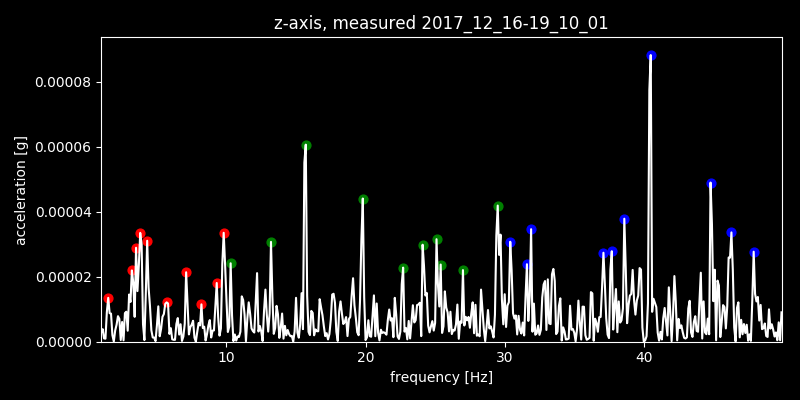 z-axis, measured 2017_12_16-19_10_01
0.00008
0.00006
0.00004
0.00002
0.00000
acceleration [g]
10 20 30 40
frequency [Hz]